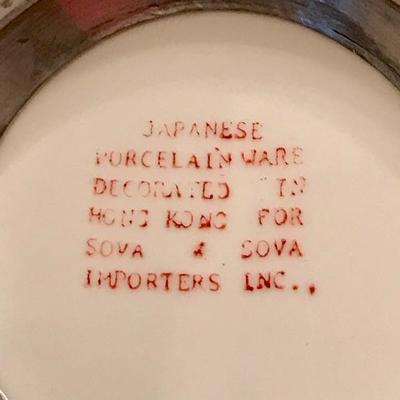 JAPANESE
PORCELAIN WARE
DECORATED IN
HONG KONG FOR
SOVA & SOVA
IMPORTERS INC..,